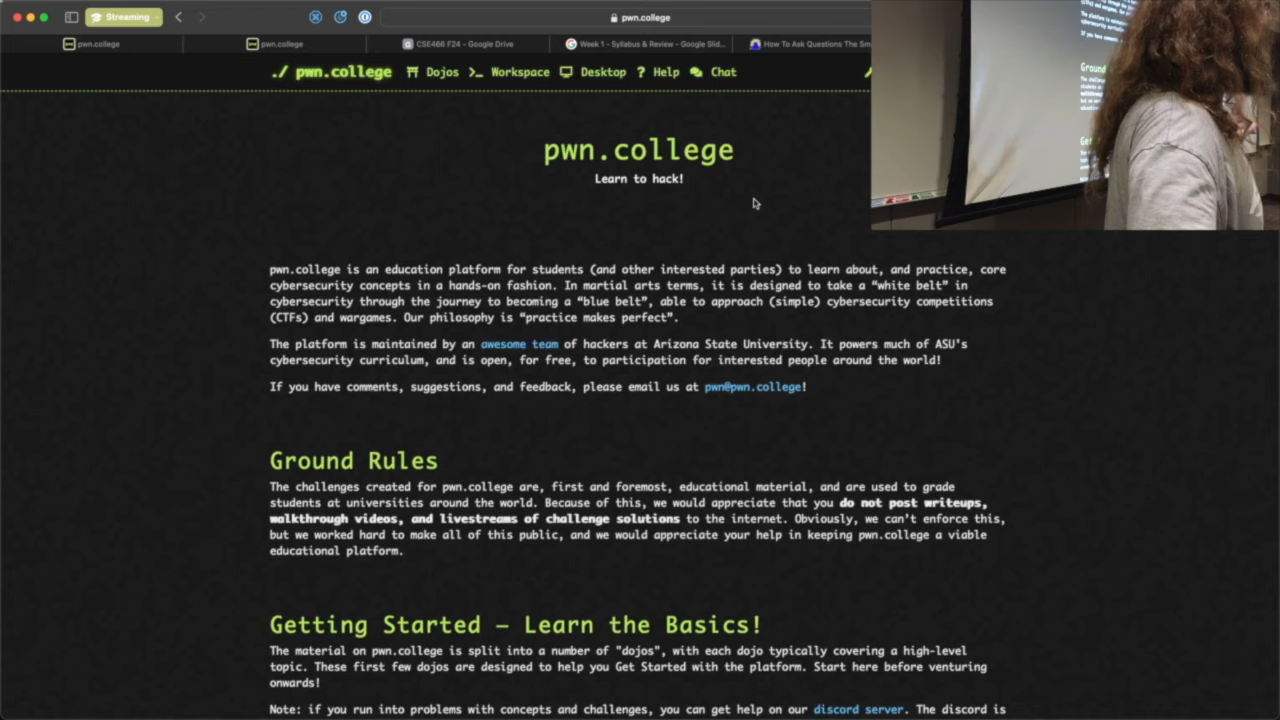 Streaming
pwn.college
pwn.college
pwn.college
CSE466 F24 - Google Drive
Week 1 - Syllabus & Review - Google Slid...
How To Ask Questions The Sm
./ pwn.college
Dojos
Workspace
Desktop
? Help
Chat
pwn.college
Learn to hack!
pwn.college is an education platform for students (and other interested parties) to learn about, and practice, core
cybersecurity concepts in a hands-on fashion. In martial arts terms, it is designed to take a “white belt” in
cybersecurity through the journey to becoming a “blue belt”, able to approach (simple) cybersecurity competitions
(CTFs) and wargames. Our philosophy is “practice makes perfect”.
The platform is maintained by an awesome team of hackers at Arizona State University. It powers much of ASU’s
cybersecurity curriculum, and is open, for free, to participation for interested people around the world!
If you have comments, suggestions, and feedback, please email us at pwn@pwn.college!
Ground Rules
The challenges created for pwn.college are, first and foremost, educational material, and are used to grade
students at universities around the world. Because of this, we would appreciate that you do not post writeups,
walkthrough videos, and livestreams of challenge solutions to the internet. Obviously, we can’t enforce this,
but we worked hard to make all of this public, and we would appreciate your help in keeping pwn.college a viable
educational platform.
Getting Started — Learn the Basics!
The material on pwn.college is split into a number of "dojos", with each dojo typically covering a high-level
topic. These first few dojos are designed to help you Get Started with the platform. Start here before venturing
onwards!
Note: if you run into problems with concepts and challenges, you can get help on our discord server. The discord is